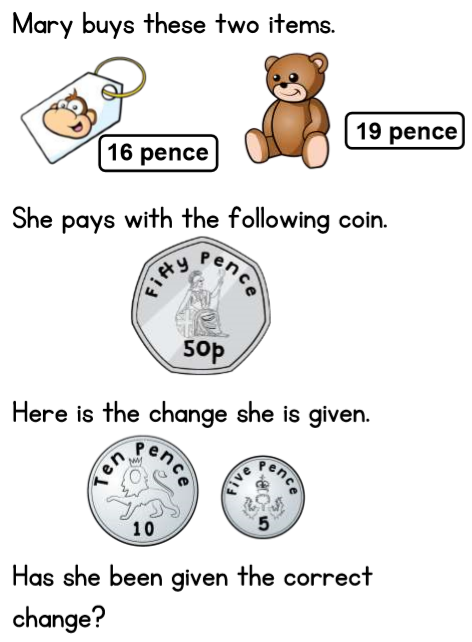 Mary buys these two items.
16 pence
19 pence
She pays with the following coin.
Fifty Pence
50p
Here is the change she is given.
Ten Pence
10
Five Pence
5
Has she been given the correct
change?